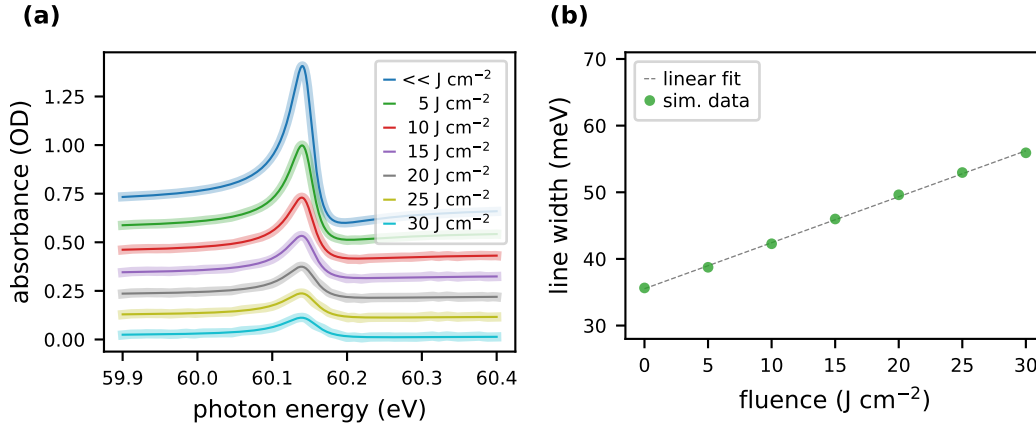 (a)
absorbance (OD)
1.25
1.00
0.75
0.50
0.25
0.00
<< J cm⁻²
5 J cm⁻²
10 J cm⁻²
15 J cm⁻²
20 J cm⁻²
25 J cm⁻²
30 J cm⁻²
59.9 60.0 60.1 60.2 60.3 60.4
photon energy (eV)
(b)
line width (meV)
70
60
50
40
30
linear fit
sim. data
0 5 10 15 20 25 30
fluence (J cm⁻²)